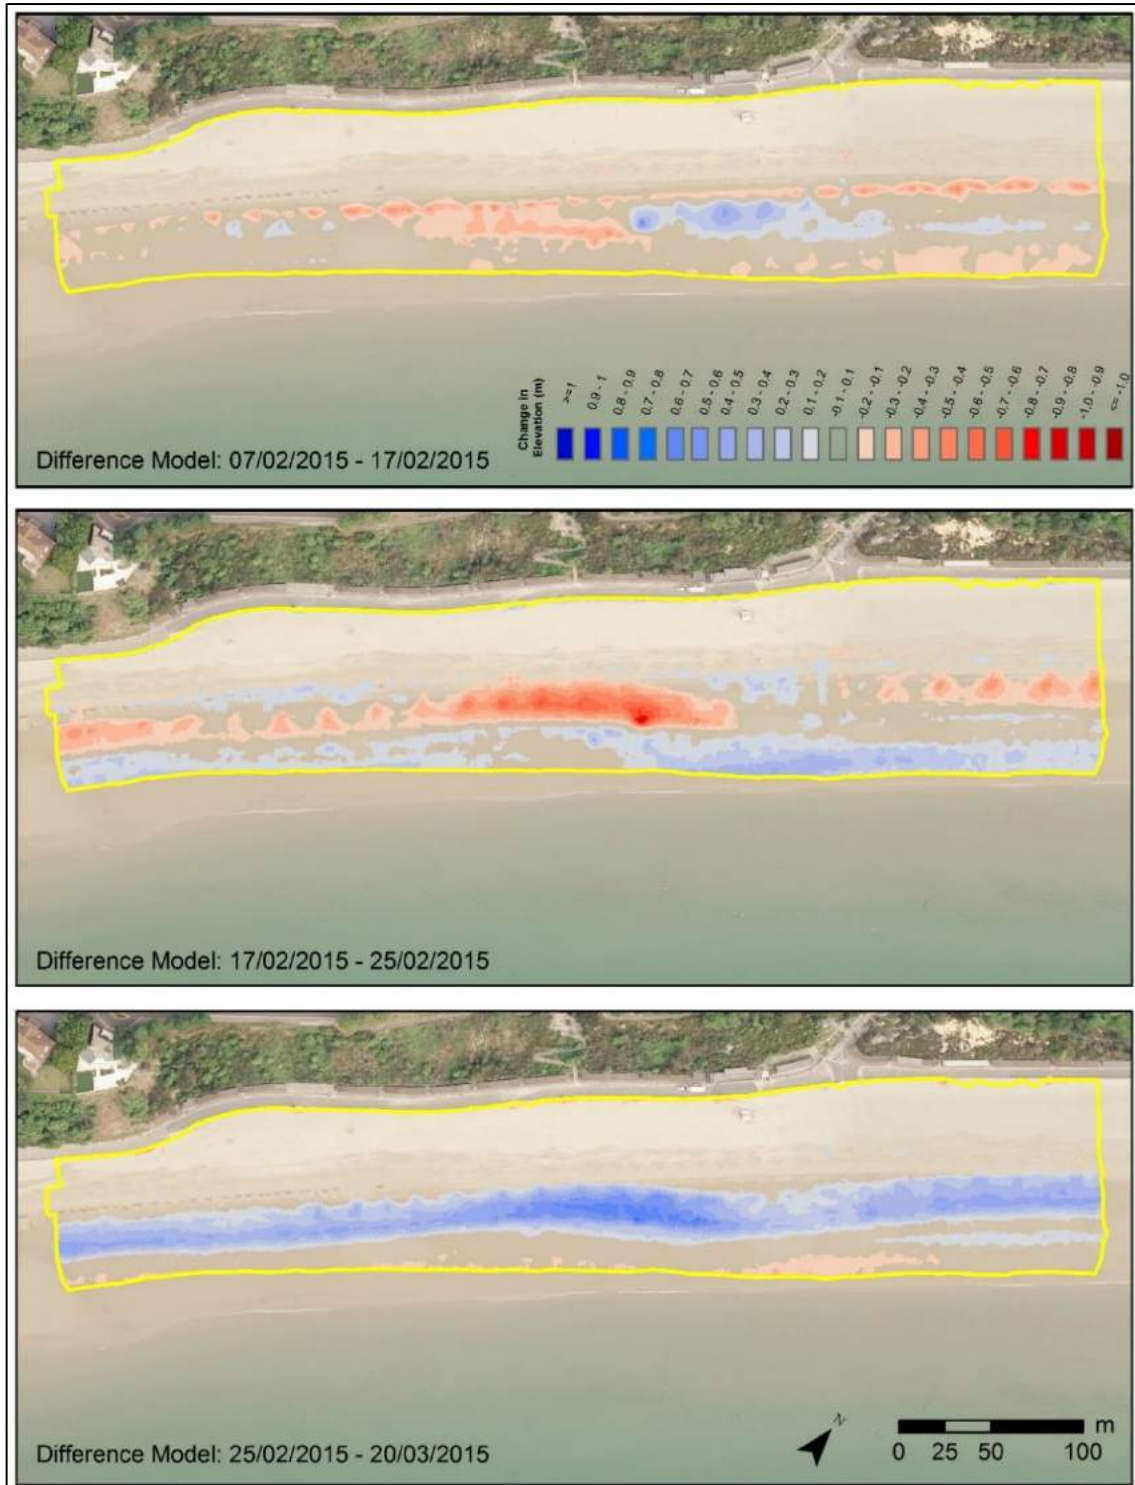 Change in
Elevation (m)
>=1
0.9 - 1
0.8 - 0.9
0.7 - 0.8
0.6 - 0.7
0.5 - 0.6
0.4 - 0.5
0.3 - 0.4
0.2 - 0.3
0.1 - 0.2
-0.1 - 0.1
-0.2 - -0.1
-0.3 - -0.2
-0.4 - -0.3
-0.5 - -0.4
-0.6 - -0.5
-0.7 - -0.6
-0.8 - -0.7
-0.9 - -0.8
-1.0 - -0.9
<= -1.0
Difference Model: 07/02/2015 - 17/02/2015
Difference Model: 17/02/2015 - 25/02/2015
N
m
0 25 50 100
Difference Model: 25/02/2015 - 20/03/2015